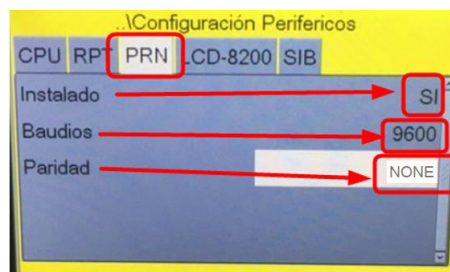 ..\Configuración Perifericos
CPU RPT PRN LCD-8200 SIB
Instalado SI
Baudios 9600
Paridad NONE